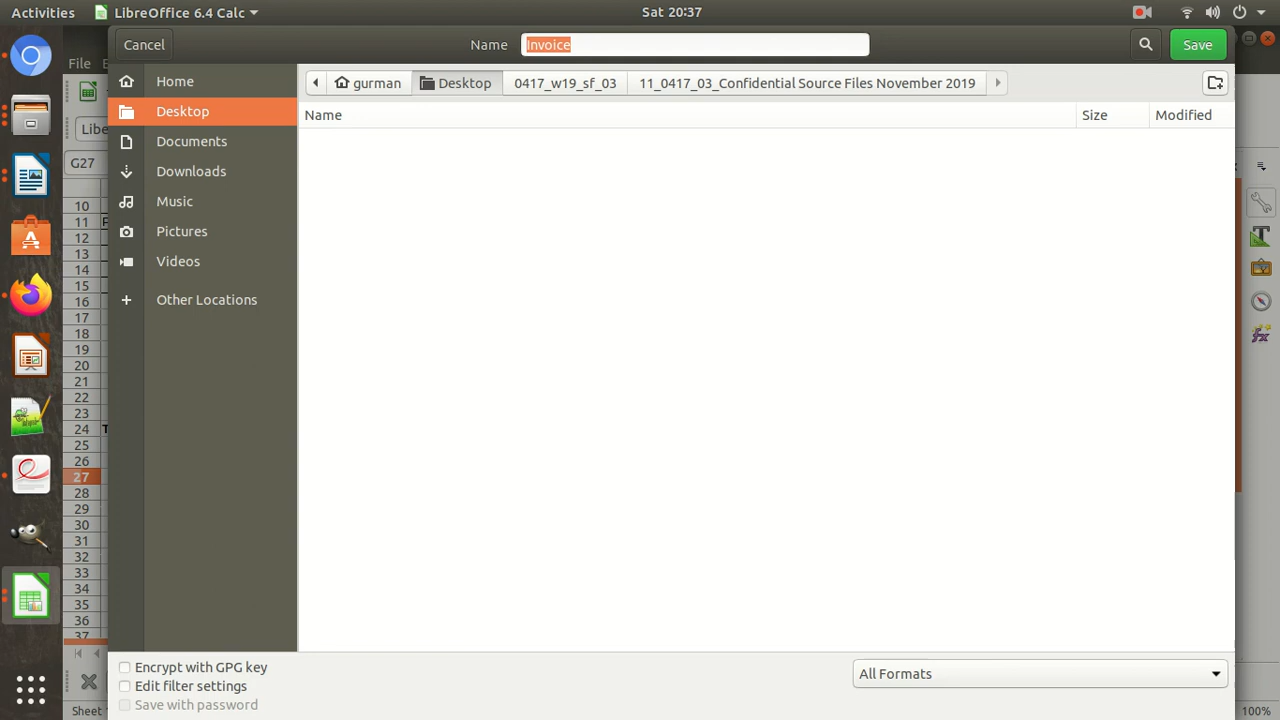 Activities LibreOffice 6.4 Calc Sat 20:37
Cancel Name Invoice Save
File
Home gurman Desktop 0417_w19_sf_03 11_0417_03_Confidential Source Files November 2019
Desktop Name Size Modified
Libe
Documents
G27
Downloads
Music
10
11
Pictures
12
13
Videos
14
15
Other Locations
16
17
18
19
20
21
22
23
24
25
26
27
28
29
30
31
32
33
34
35
36
37
Encrypt with GPG key All Formats
Edit filter settings
Save with password
Sheet 100%